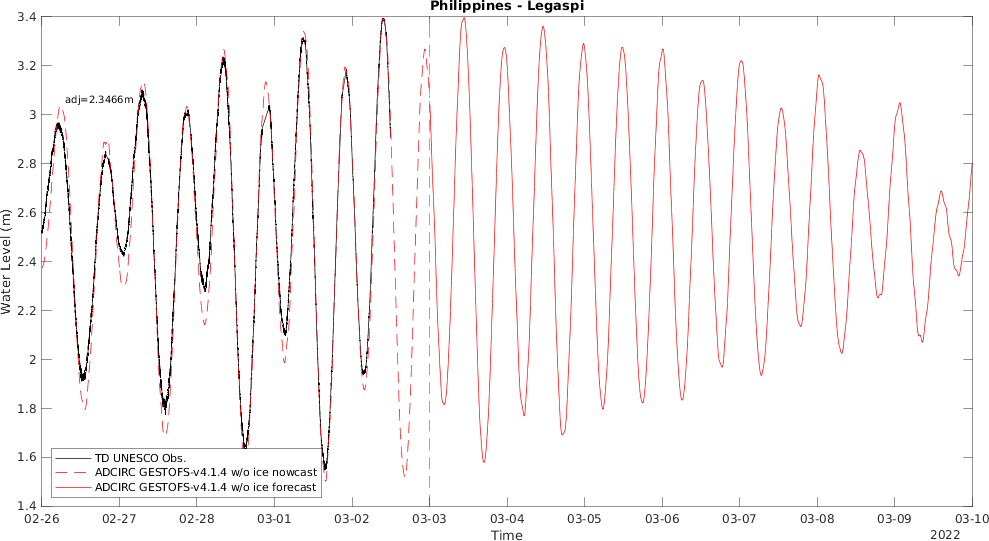 Philippines - Legaspi
3.4
3.2
3
2.8
2.6
2.4
2.2
2
1.8
1.6
1.4
Water Level (m)
adj=2.3466m
TD UNESCO Obs.
ADCIRC GESTOFS-v4.1.4 w/o ice nowcast
ADCIRC GESTOFS-v4.1.4 w/o ice forecast
02-26 02-27 02-28 03-01 03-02 03-03 03-04 03-05 03-06 03-07 03-08 03-09 03-10
Time
2022